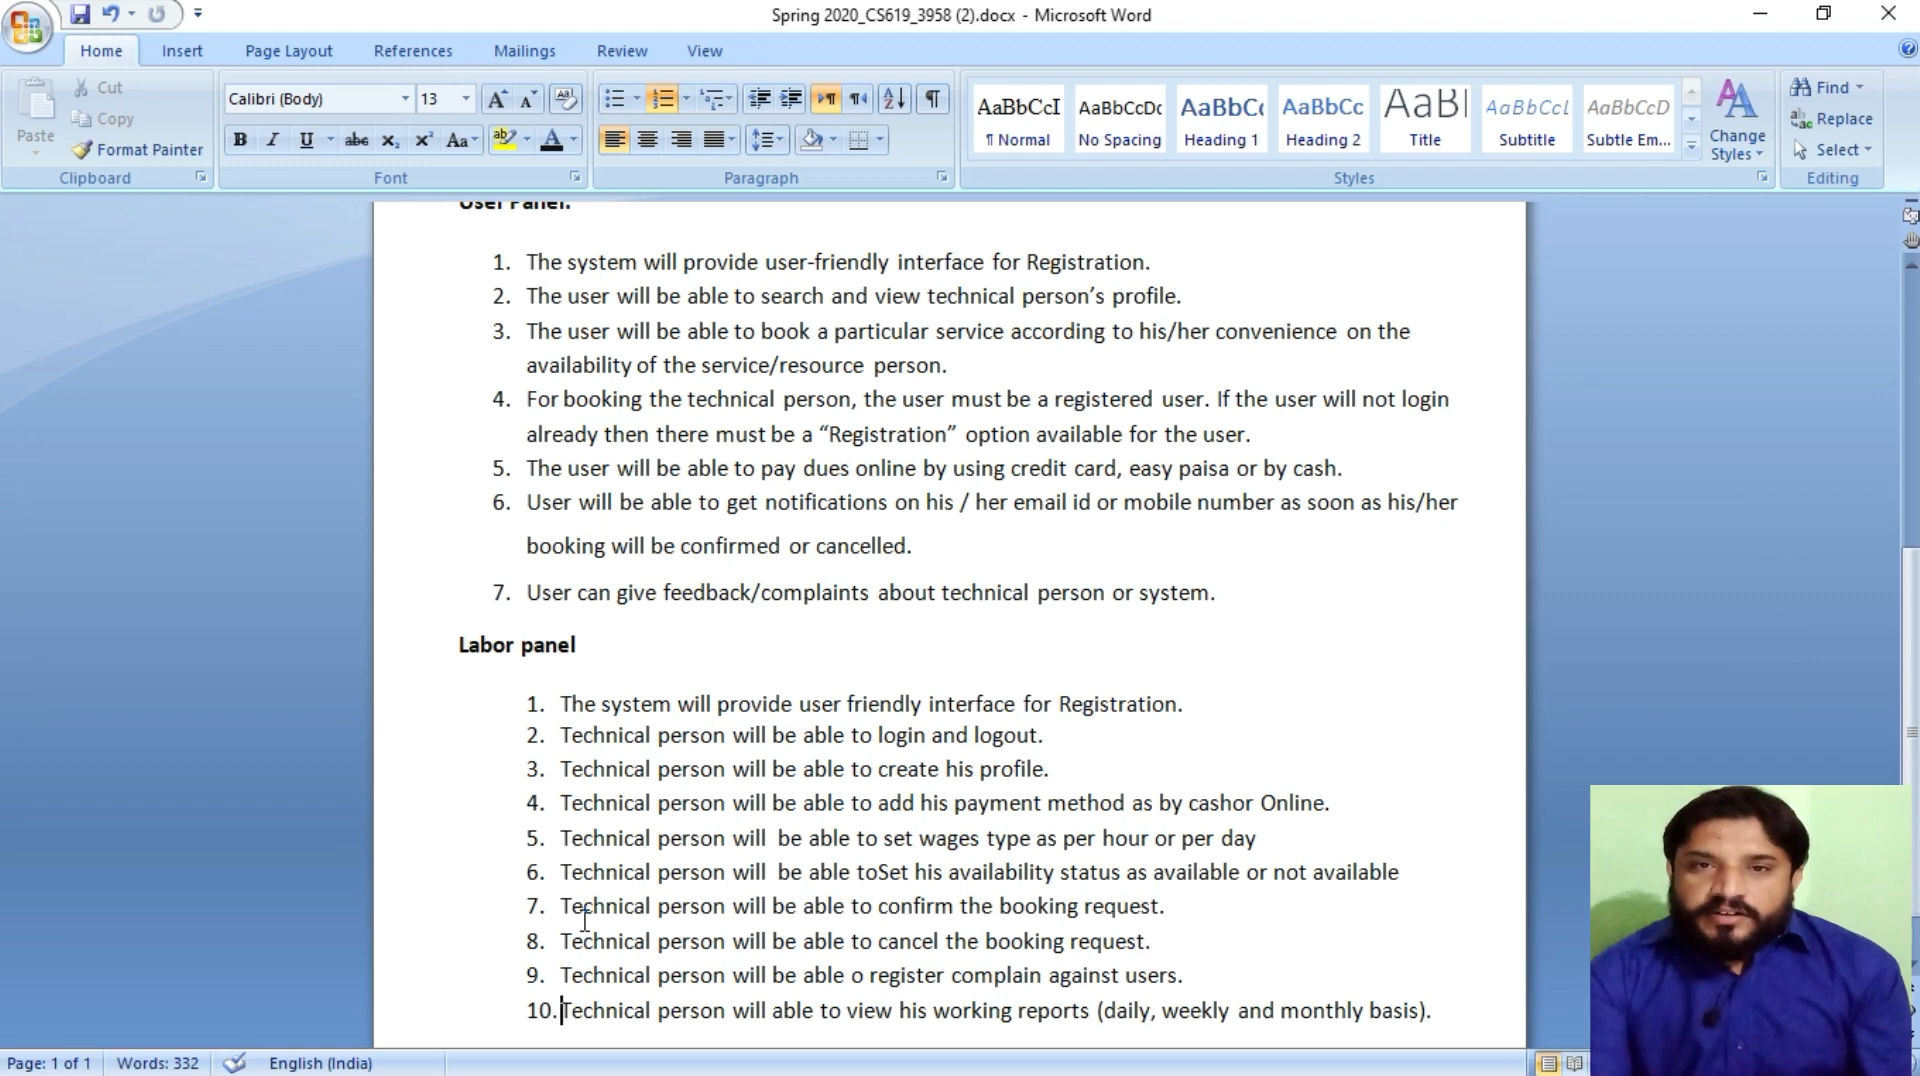 Spring 2020_CS619_3958 (2).docx - Microsoft Word
Home Insert Page Layout References Mailings Review View
Paste
Cut
Copy
Format Painter
Clipboard
Calibri (Body) 13
Font
Paragraph
AaBbCcI AaBbCcDc AaBbC AaBbCc AaB AaBbCcL AaBbCcD
¶ Normal No Spacing Heading 1 Heading 2 Title Subtitle Subtle Em...
Change Styles
Styles
Find
Replace
Select
Editing
User Panel:
1. The system will provide user-friendly interface for Registration.
2. The user will be able to search and view technical person’s profile.
3. The user will be able to book a particular service according to his/her convenience on the
availability of the service/resource person.
4. For booking the technical person, the user must be a registered user. If the user will not login
already then there must be a “Registration” option available for the user.
5. The user will be able to pay dues online by using credit card, easy paisa or by cash.
6. User will be able to get notifications on his / her email id or mobile number as soon as his/her
booking will be confirmed or cancelled.
7. User can give feedback/complaints about technical person or system.
Labor panel
1. The system will provide user friendly interface for Registration.
2. Technical person will be able to login and logout.
3. Technical person will be able to create his profile.
4. Technical person will be able to add his payment method as by cashor Online.
5. Technical person will be able to set wages type as per hour or per day
6. Technical person will be able toSet his availability status as available or not available
7. Technical person will be able to confirm the booking request.
8. Technical person will be able to cancel the booking request.
9. Technical person will be able o register complain against users.
10. Technical person will able to view his working reports (daily, weekly and monthly basis).
Page: 1 of 1 Words: 332 English (India)